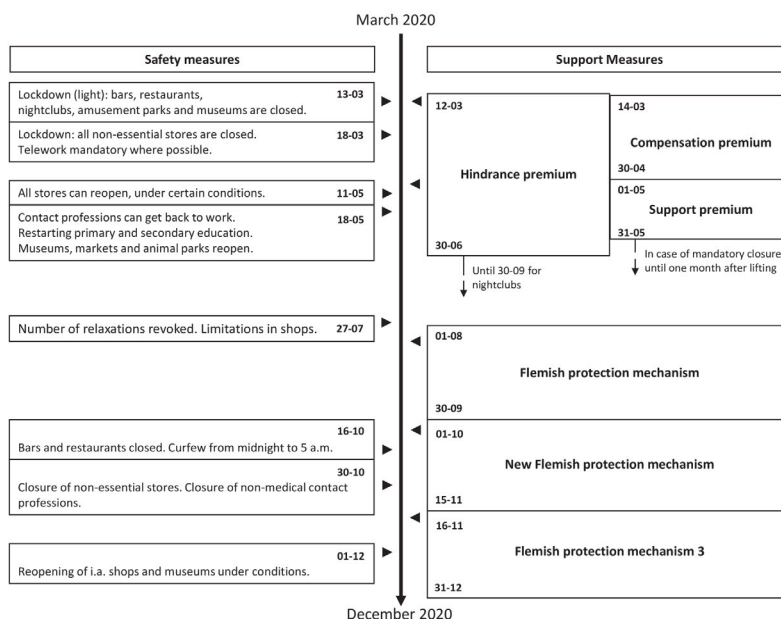 March 2020
Safety measures
Lockdown (light): bars, restaurants, 13-03
nightclubs, amusement parks and museums are closed.
Lockdown: all non-essential stores are closed. 18-03
Telework mandatory where possible.
All stores can reopen, under certain conditions. 11-05
Contact professions can get back to work. 18-05
Restarting primary and secondary education.
Museums, markets and animal parks reopen.
Number of relaxations revoked. Limitations in shops. 27-07
16-10
Bars and restaurants closed. Curfew from midnight to 5 a.m.
30-10
Closure of non-essential stores. Closure of non-medical contact
professions.
01-12
Reopening of i.a. shops and museums under conditions.
Support Measures
12-03
Hindrance premium
30-06
Until 30-09 for
nightclubs
14-03
Compensation premium
30-04
01-05
Support premium
31-05
In case of mandatory closure
until one month after lifting
01-08
Flemish protection mechanism
30-09
01-10
New Flemish protection mechanism
15-11
16-11
Flemish protection mechanism 3
31-12
December 2020